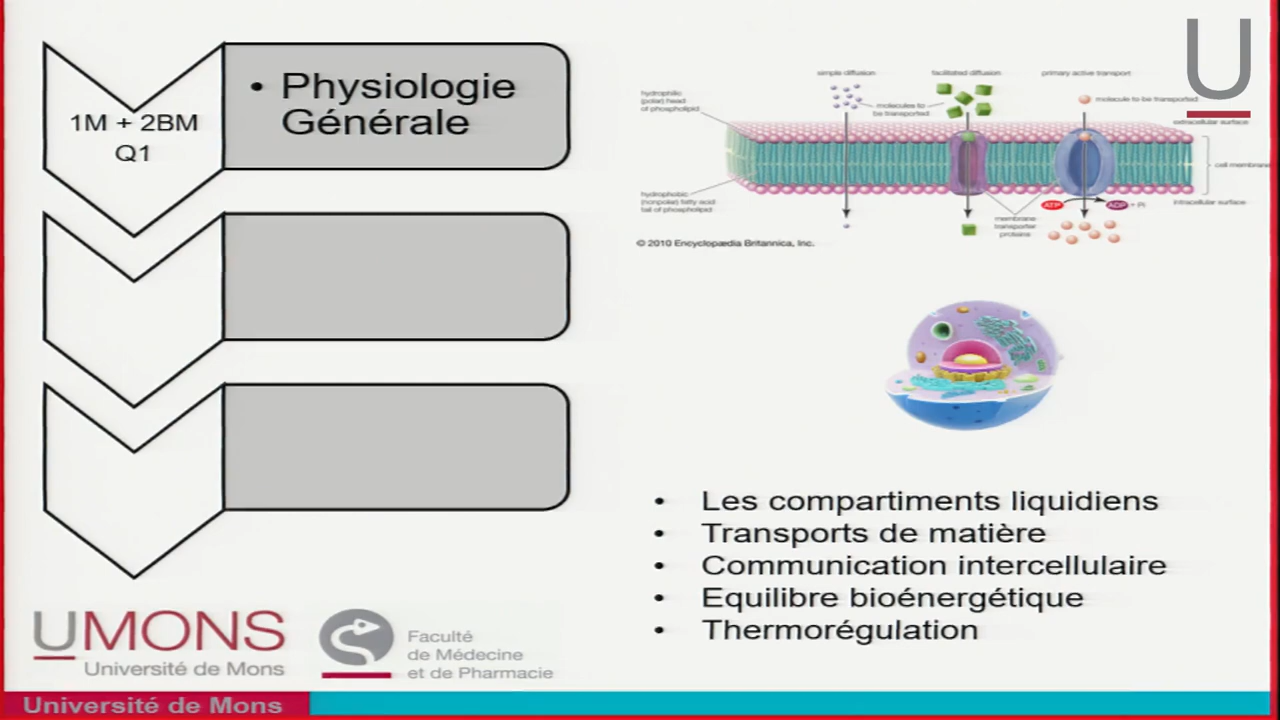 1M + 2BM
Q1
• Physiologie
Générale
simple diffusion
facilitated diffusion
primary active transport
hydrophilic
(polar) head
of phospholipid
molecules to
be transported
molecule to be transported
extracellular surface
cell membrane
hydrophobic
(nonpolar) fatty acid
tail of phospholipid
ATP
ADP + Pi
intracellular surface
membrane
transporter
proteins
© 2010 Encyclopædia Britannica, Inc.
• Les compartiments liquidiens
• Transports de matière
• Communication intercellulaire
• Equilibre bioénergétique
• Thermorégulation
U
UMONS
Université de Mons
Faculté
de Médecine
et de Pharmacie
Université de Mons